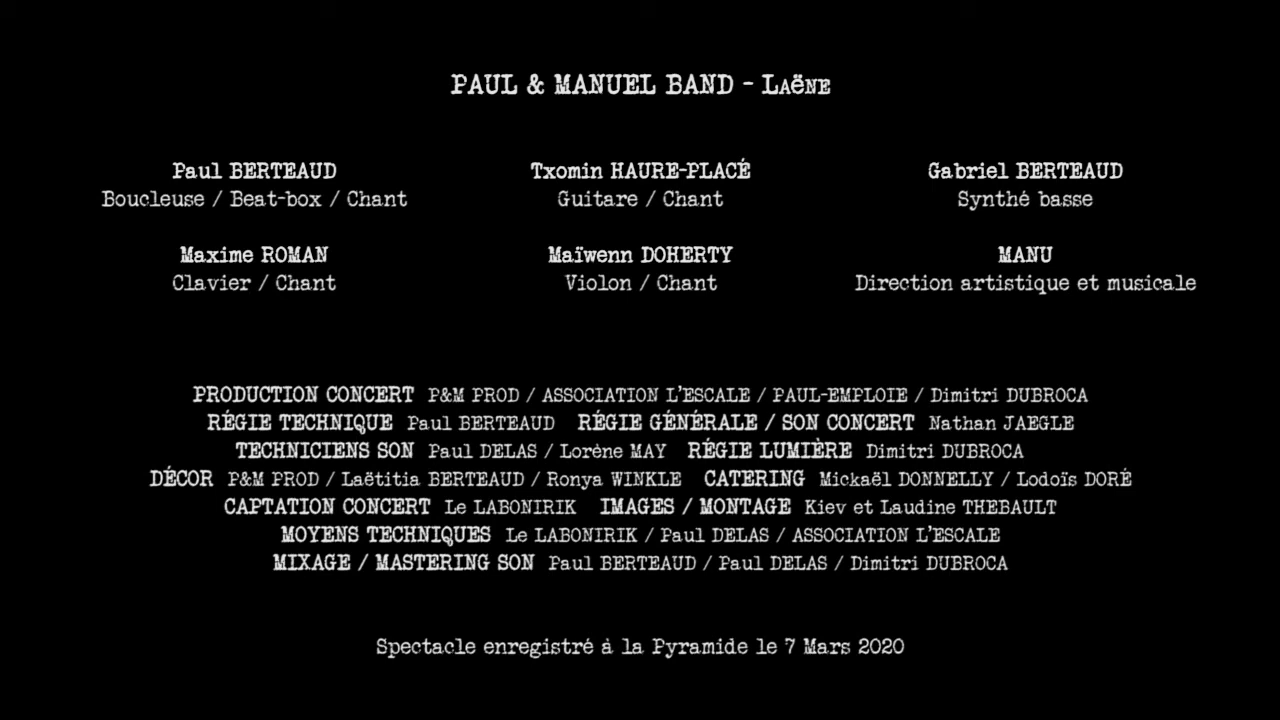 PAUL & MANUEL BAND - Laëne
Paul BERTEAUD Txomin HAURE-PLACÉ Gabriel BERTEAUD
Boucleuse / Beat-box / Chant Guitare / Chant Synthé basse
Maxime ROMAN Maïwenn DOHERTY MANU
Clavier / Chant Violon / Chant Direction artistique et musicale
PRODUCTION CONCERT P&M PROD / ASSOCIATION L'ESCALE / PAUL-EMPLOIE / Dimitri DUBROCA
RÉGIE TECHNIQUE Paul BERTEAUD RÉGIE GÉNÉRALE / SON CONCERT Nathan JAEGLE
TECHNICIENS SON Paul DELAS / Lorène MAY RÉGIE LUMIÈRE Dimitri DUBROCA
DÉCOR P&M PROD / Laëtitia BERTEAUD / Ronya WINKLE CATERING Mickaël DONNELLY / Lodoïs DORÉ
CAPTATION CONCERT Le LABONIRIK IMAGES / MONTAGE Kiev et Laudine THEBAULT
MOYENS TECHNIQUES Le LABONIRIK / Paul DELAS / ASSOCIATION L'ESCALE
MIXAGE / MASTERING SON Paul BERTEAUD / Paul DELAS / Dimitri DUBROCA
Spectacle enregistré à la Pyramide le 7 Mars 2020